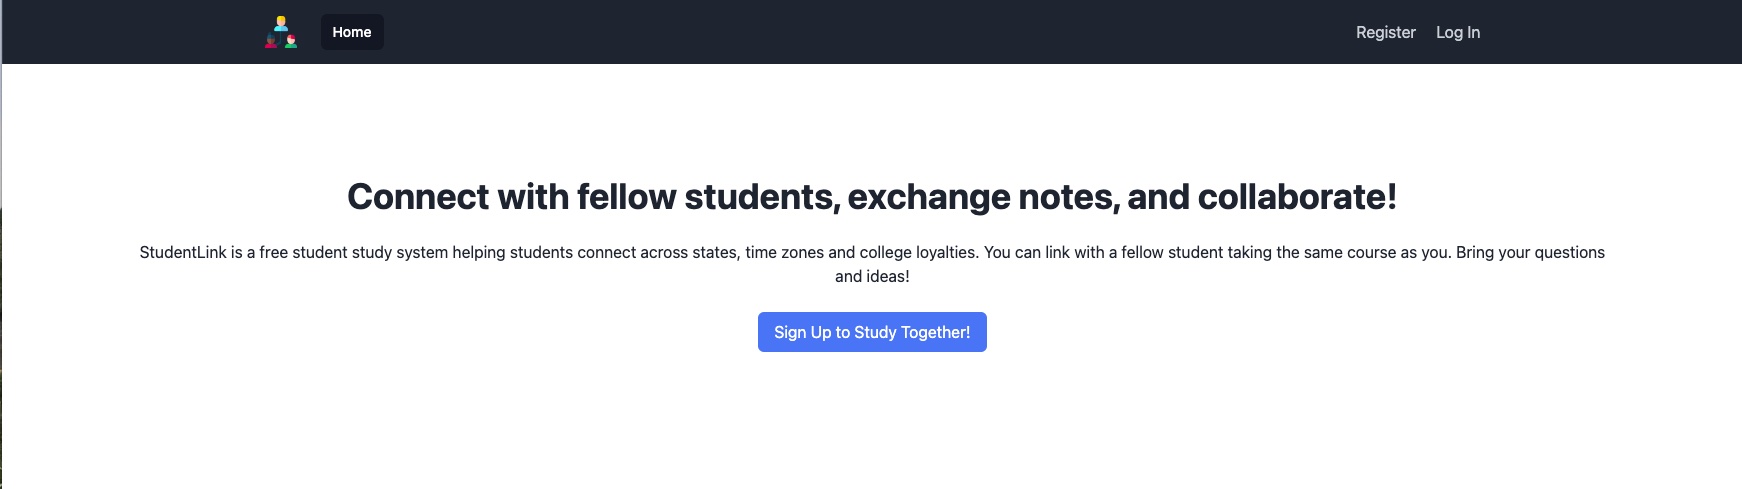 Home
Register
Log In
Connect with fellow students, exchange notes, and collaborate!
StudentLink is a free student study system helping students connect across states, time zones and college loyalties. You can link with a fellow student taking the same course as you. Bring your questions
and ideas!
Sign Up to Study Together!